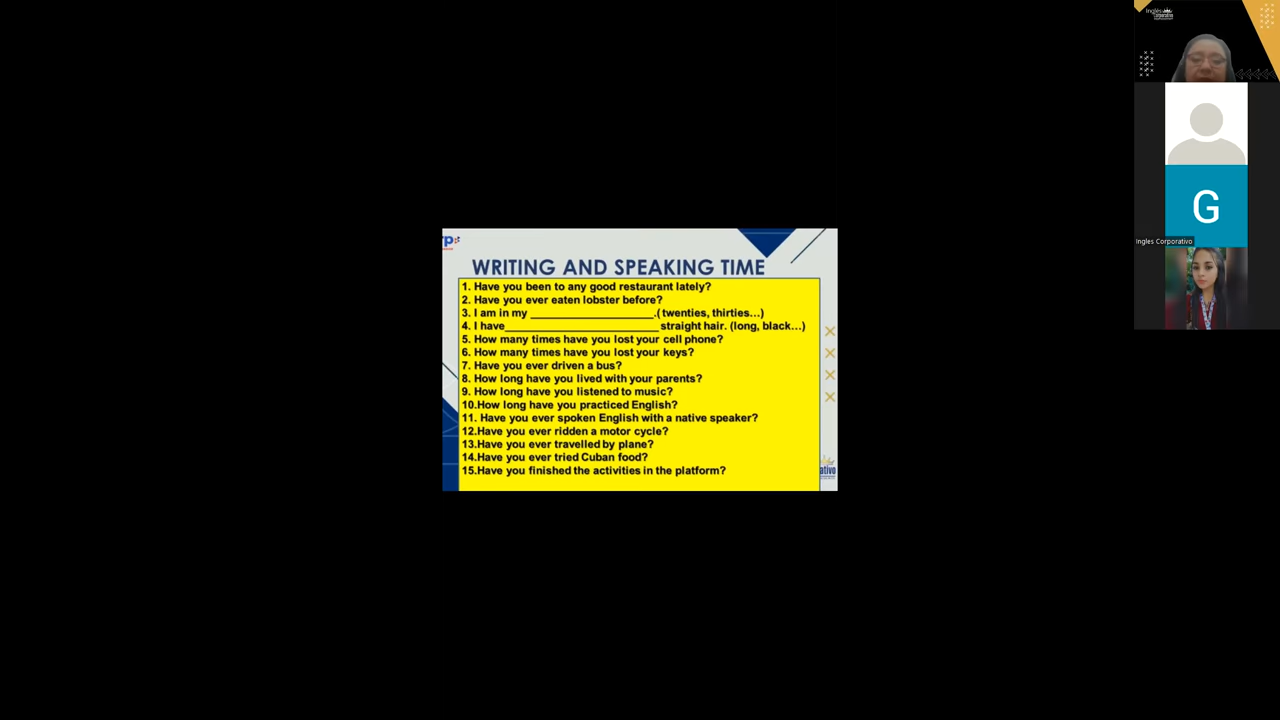 rp
WRITING AND SPEAKING TIME
1. Have you been to any good restaurant lately?
2. Have you ever eaten lobster before?
3. I am in my ____________________.( twenties, thirties...)
4. I have_________________________ straight hair. (long, black...)
5. How many times have you lost your cell phone?
6. How many times have you lost your keys?
7. Have you ever driven a bus?
8. How long have you lived with your parents?
9. How long have you listened to music?
10.How long have you practiced English?
11. Have you ever spoken English with a native speaker?
12.Have you ever ridden a motor cycle?
13.Have you ever travelled by plane?
14.Have you ever tried Cuban food?
15.Have you finished the activities in the platform?
ativo
Inglés
Corporativo
G
Ingles Corporativo